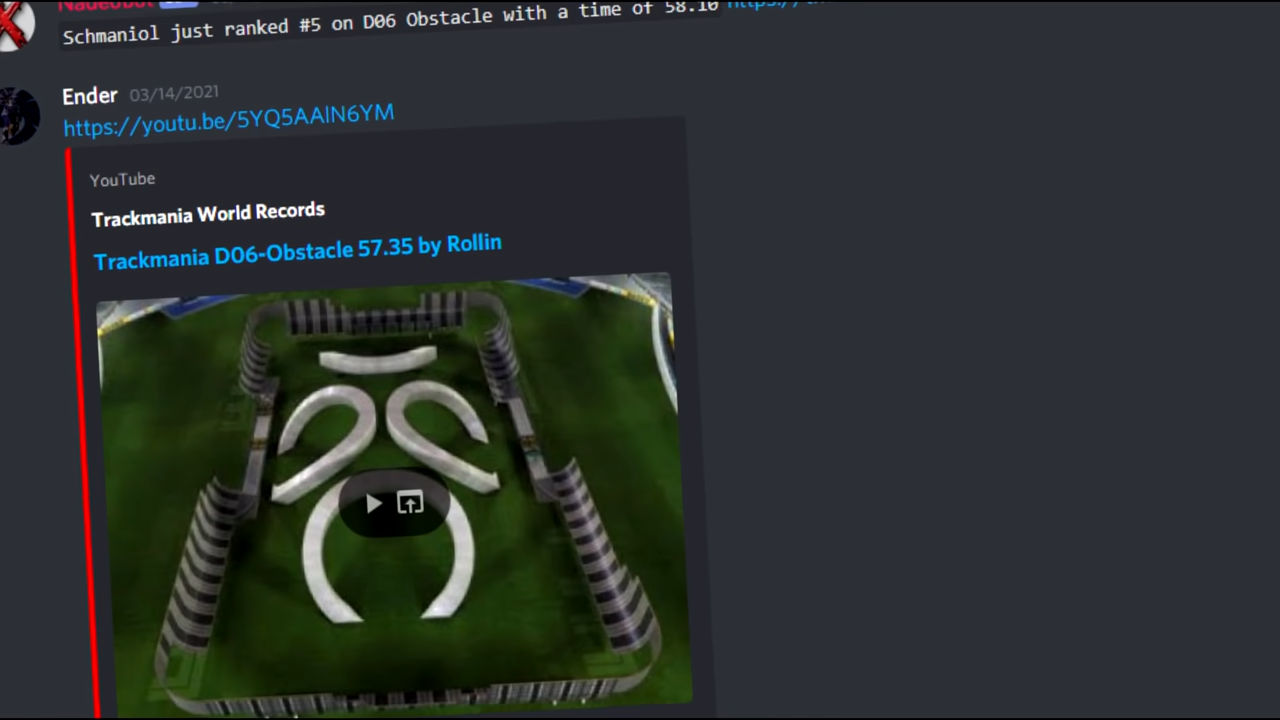 Nadeobot
Schmaniol just ranked #5 on D06 Obstacle with a time of 58.10
Ender 03/14/2021
https://youtu.be/5YQ5AAlN6YM
YouTube
Trackmania World Records
Trackmania D06-Obstacle 57.35 by Rollin